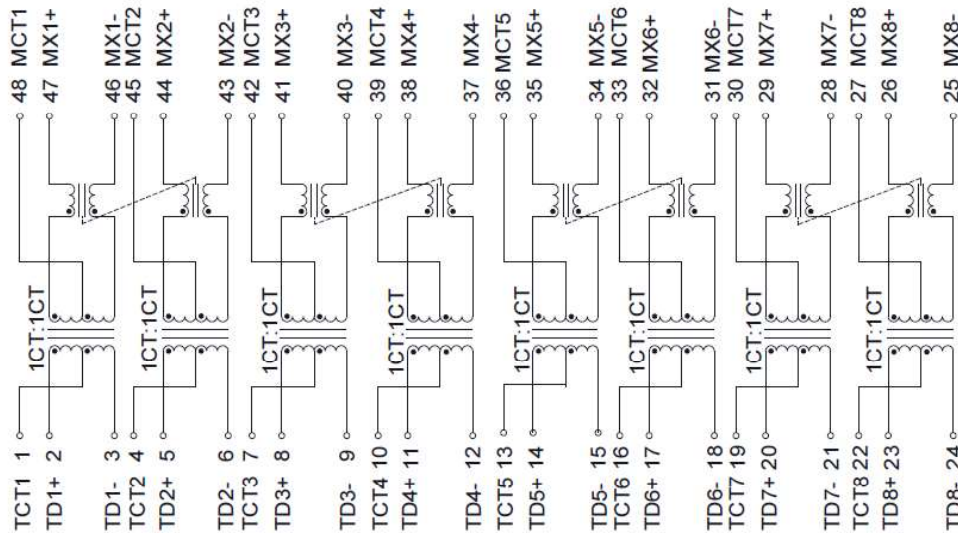 48 MCT1
47 MX1+
46 MX1-
45 MCT2
44 MX2+
43 MX2-
42 MCT3
41 MX3+
40 MX3-
39 MCT4
38 MX4+
37 MX4-
36 MCT5
35 MX5+
34 MX5-
33 MCT6
32 MX6+
31 MX6-
30 MCT7
29 MX7+
28 MX7-
27 MCT8
26 MX8+
25 MX8-
1CT:1CT
1CT:1CT
1CT:1CT
1CT:1CT
1CT:1CT
1CT:1CT
1CT:1CT
1CT:1CT
TCT1 1
TD1+ 2
TD1- 3
TCT2 4
TD2+ 5
TD2- 6
TCT3 7
TD3+ 8
TD3- 9
TCT4 10
TD4+ 11
TD4- 12
TCT5 13
TD5+ 14
TD5- 15
TCT6 16
TD6+ 17
TD6- 18
TCT7 19
TD7+ 20
TD7- 21
TCT8 22
TD8+ 23
TD8- 24